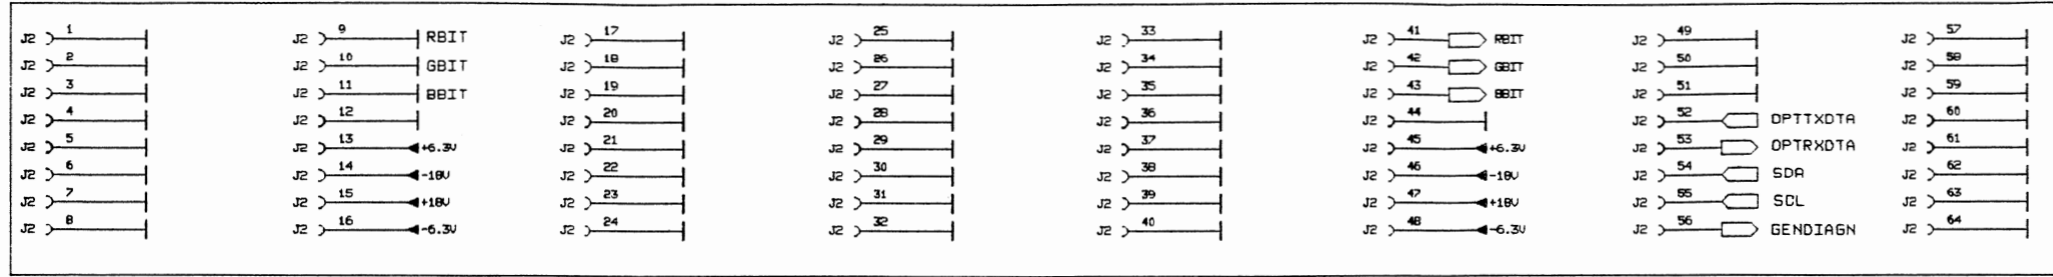 J2 1 J2 9 RBIT J2 17 J2 25 J2 33 J2 41 RBIT J2 49 J2 57
J2 2 J2 10 GBIT J2 18 J2 26 J2 34 J2 42 GBIT J2 50 J2 58
J2 3 J2 11 BBIT J2 19 J2 27 J2 35 J2 43 BBIT J2 51 J2 59
J2 4 J2 12 J2 20 J2 28 J2 36 J2 44 J2 52 OPTTXDTA J2 60
J2 5 J2 13 +6.3V J2 21 J2 29 J2 37 J2 45 +6.3V J2 53 OPTRXDTA J2 61
J2 6 J2 14 -18V J2 22 J2 30 J2 38 J2 46 -18V J2 54 SDA J2 62
J2 7 J2 15 +18V J2 23 J2 31 J2 39 J2 47 +18V J2 55 SCL J2 63
J2 8 J2 16 -6.3V J2 24 J2 32 J2 40 J2 48 -6.3V J2 56 GENDIAGN J2 64